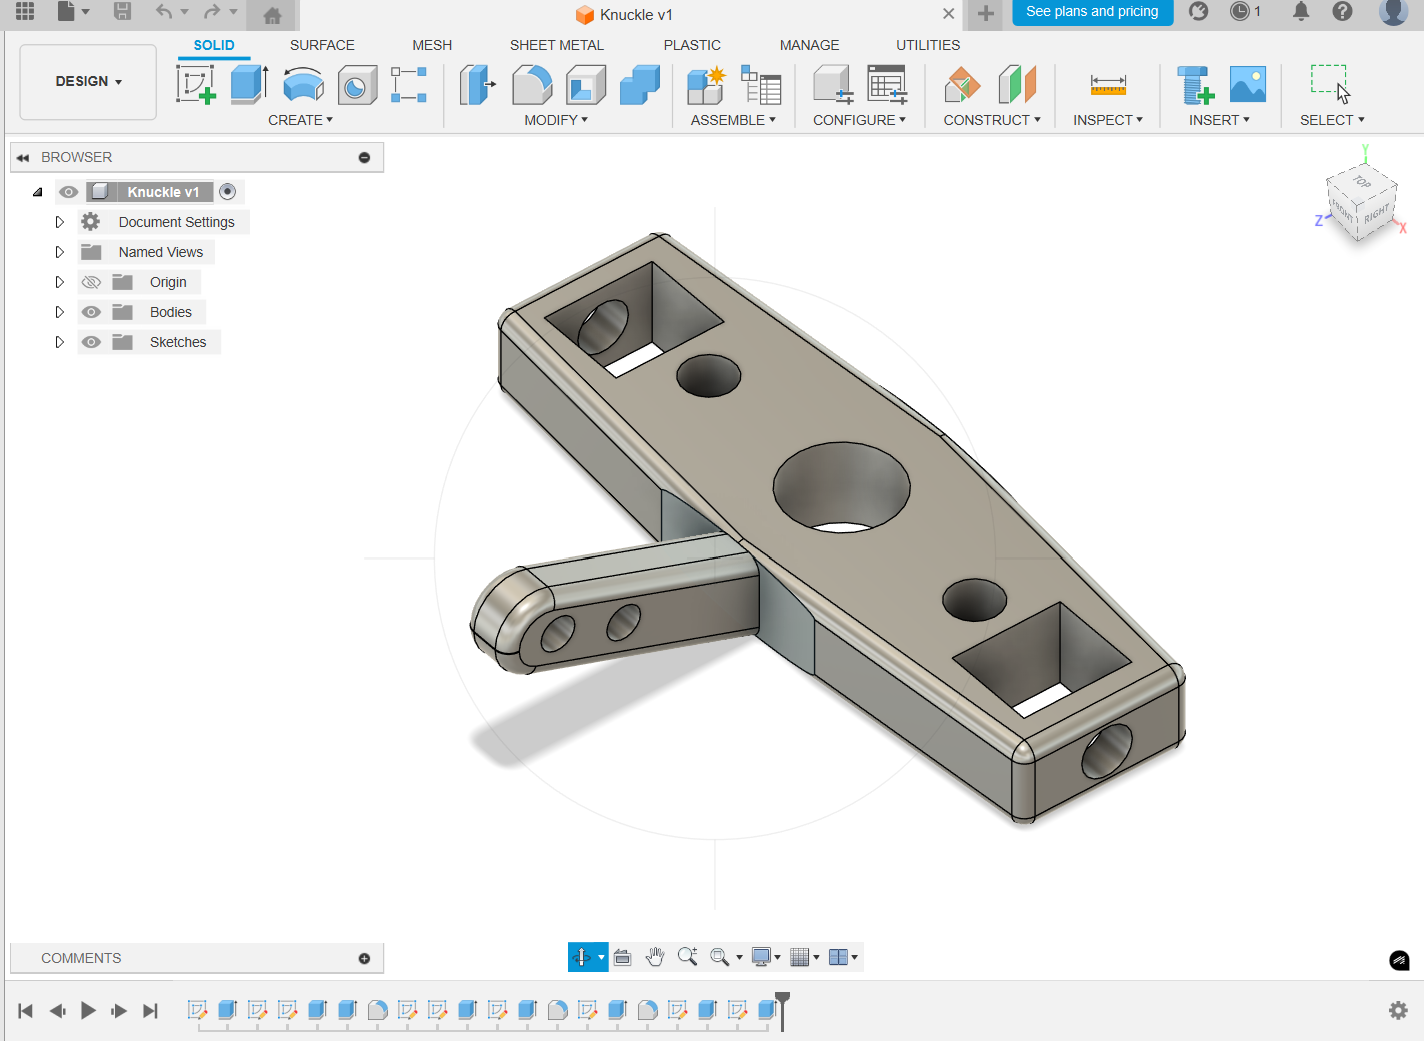 Knuckle v1
See plans and pricing
1
DESIGN
SOLID
SURFACE
MESH
SHEET METAL
PLASTIC
MANAGE
UTILITIES
CREATE
MODIFY
ASSEMBLE
CONFIGURE
CONSTRUCT
INSPECT
INSERT
SELECT
BROWSER
Knuckle v1
Document Settings
Named Views
Origin
Bodies
Sketches
Y
TOP
FRONT
RIGHT
Z
X
COMMENTS